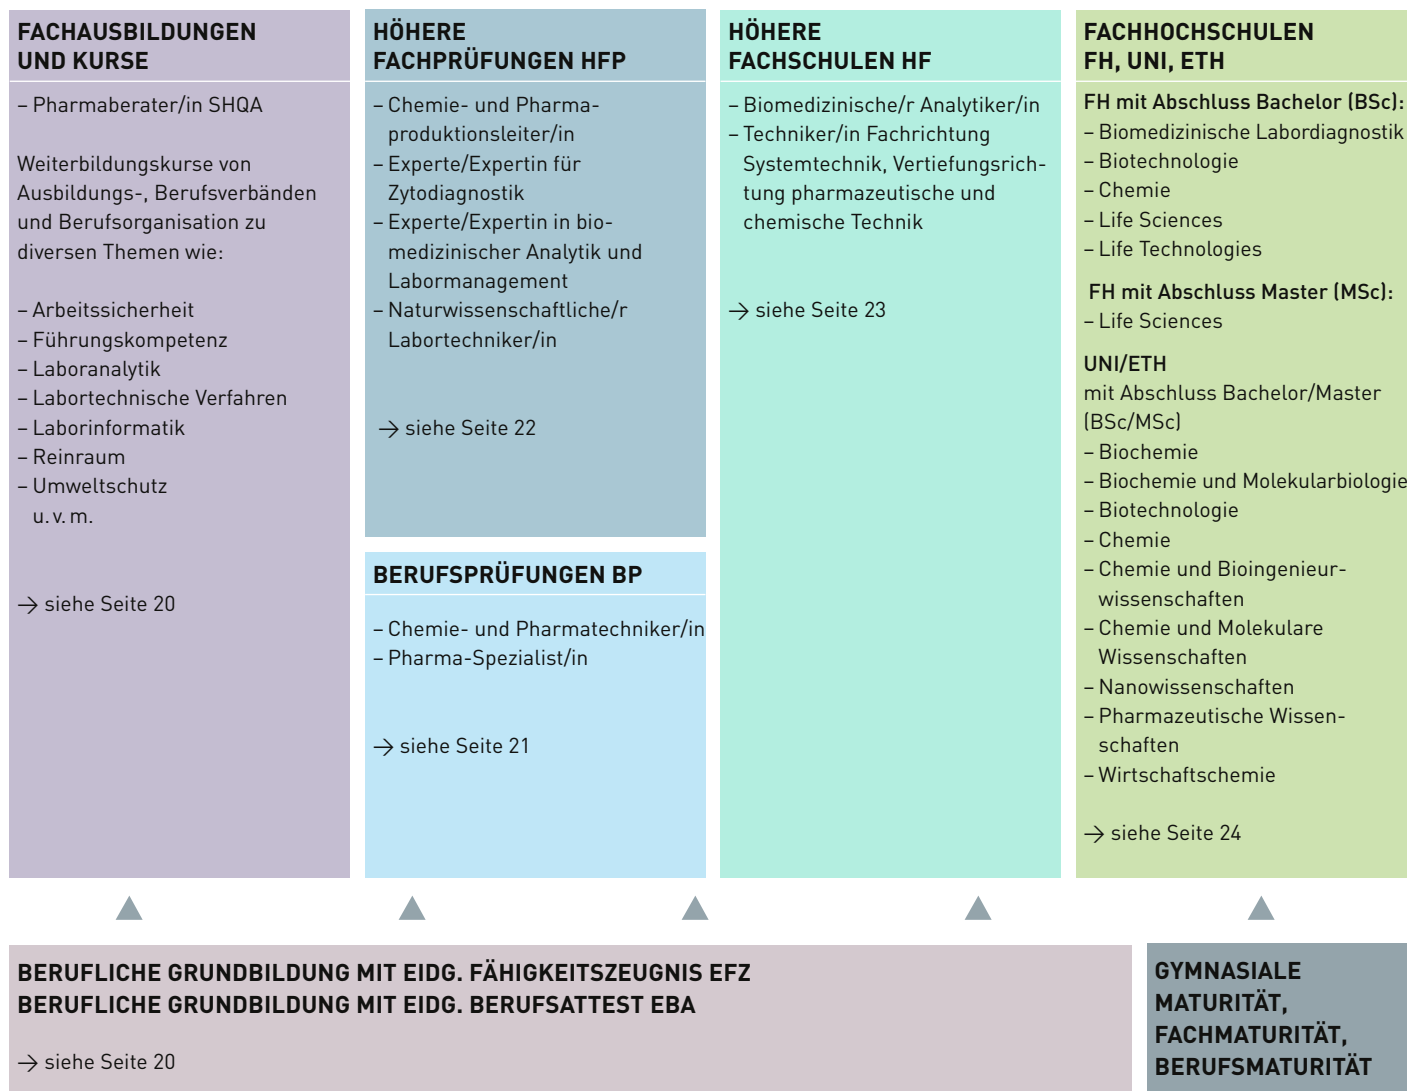 FACHAUSBILDUNGEN
UND KURSE
– Pharmaberater/in SHQA
Weiterbildungskurse von
Ausbildungs-, Berufsverbänden
und Berufsorganisation zu
diversen Themen wie:
– Arbeitssicherheit
– Führungskompetenz
– Laboranalytik
– Labortechnische Verfahren
– Laborinformatik
– Reinraum
– Umweltschutz
u. v. m.
→ siehe Seite 20
HÖHERE
FACHPRÜFUNGEN HFP
– Chemie- und Pharma-
produktionsleiter/in
– Experte/Expertin für
Zytodiagnostik
– Experte/Expertin in bio-
medizinischer Analytik und
Labormanagement
– Naturwissenschaftliche/r
Labortechniker/in
→ siehe Seite 22
BERUFSPRÜFUNGEN BP
– Chemie- und Pharmatechniker/in
– Pharma-Spezialist/in
→ siehe Seite 21
HÖHERE
FACHSCHULEN HF
– Biomedizinische/r Analytiker/in
– Techniker/in Fachrichtung
Systemtechnik, Vertiefungsrich-
tung pharmazeutische und
chemische Technik
→ siehe Seite 23
FACHHOCHSCHULEN
FH, UNI, ETH
FH mit Abschluss Bachelor (BSc):
– Biomedizinische Labordiagnostik
– Biotechnologie
– Chemie
– Life Sciences
– Life Technologies
FH mit Abschluss Master (MSc):
– Life Sciences
UNI/ETH
mit Abschluss Bachelor/Master
(BSc/MSc)
– Biochemie
– Biochemie und Molekularbiologie
– Biotechnologie
– Chemie
– Chemie und Bioingenieur-
wissenschaften
– Chemie und Molekulare
Wissenschaften
– Nanowissenschaften
– Pharmazeutische Wissen-
schaften
– Wirtschaftschemie
→ siehe Seite 24
BERUFLICHE GRUNDBILDUNG MIT EIDG. FÄHIGKEITSZEUGNIS EFZ
BERUFLICHE GRUNDBILDUNG MIT EIDG. BERUFSATTEST EBA
→ siehe Seite 20
GYMNASIALE
MATURITÄT,
FACHMATURITÄT,
BERUFSMATURITÄT